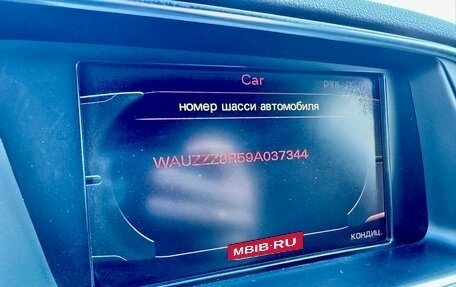 Car
номер шасси автомобиля
WAUZZZ8R59A037344
MBIB·RU
кондиц.